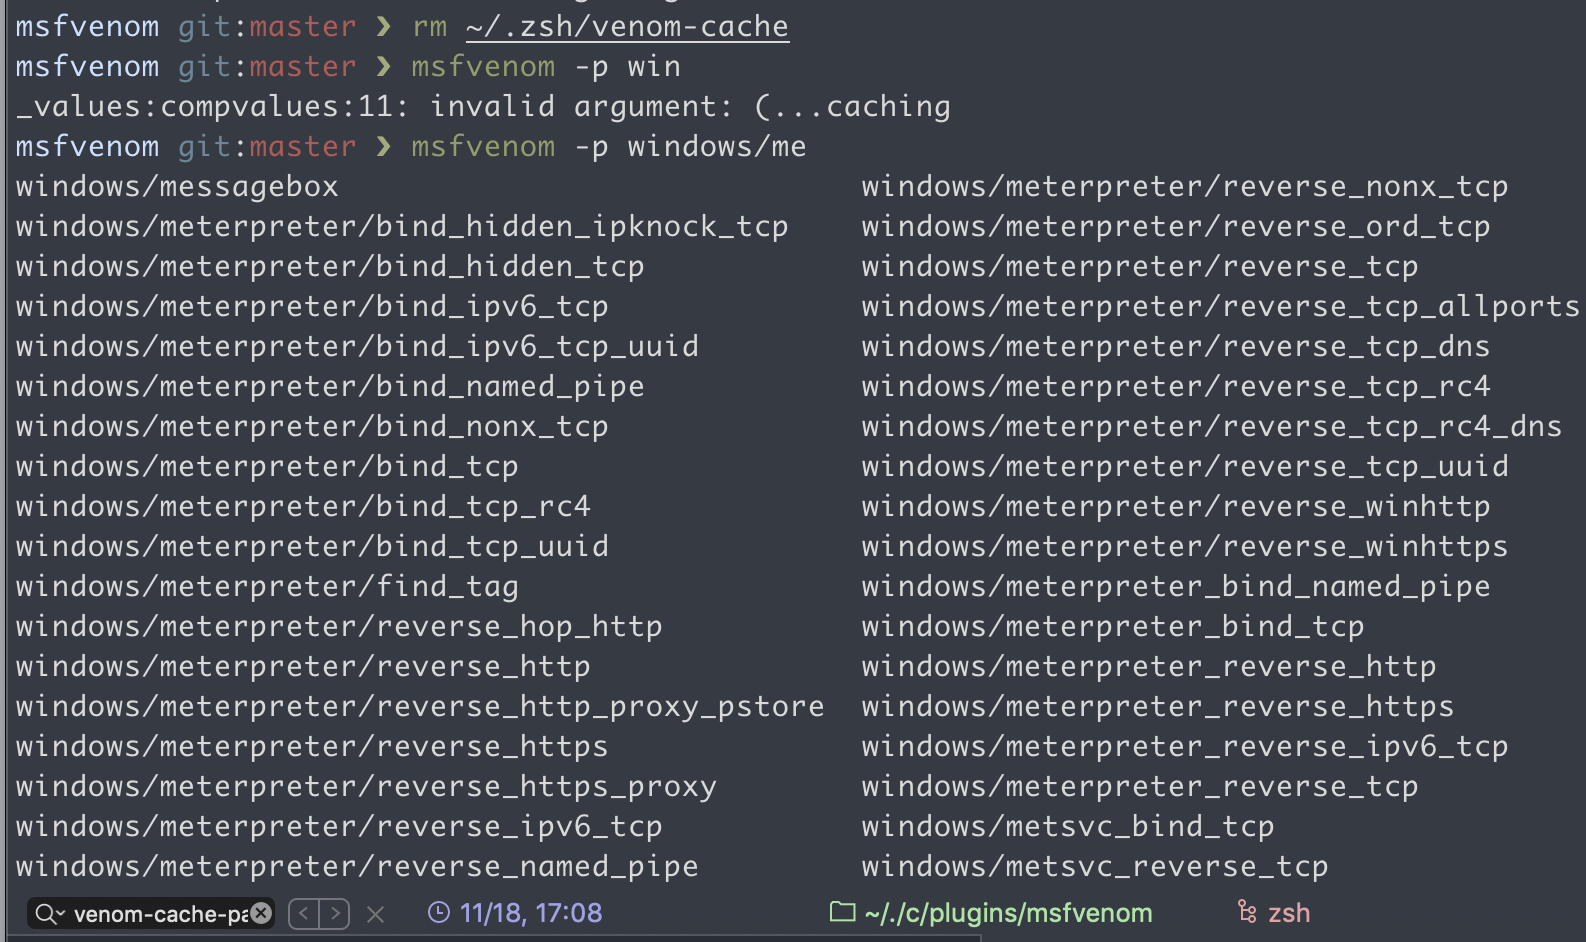 msfvenom git:master ❯ rm ~/.zsh/venom-cache
msfvenom git:master ❯ msfvenom -p win
_values:compvalues:11: invalid argument: (...caching
msfvenom git:master ❯ msfvenom -p windows/me
windows/messagebox windows/meterpreter/reverse_nonx_tcp
windows/meterpreter/bind_hidden_ipknock_tcp windows/meterpreter/reverse_ord_tcp
windows/meterpreter/bind_hidden_tcp windows/meterpreter/reverse_tcp
windows/meterpreter/bind_ipv6_tcp windows/meterpreter/reverse_tcp_allports
windows/meterpreter/bind_ipv6_tcp_uuid windows/meterpreter/reverse_tcp_dns
windows/meterpreter/bind_named_pipe windows/meterpreter/reverse_tcp_rc4
windows/meterpreter/bind_nonx_tcp windows/meterpreter/reverse_tcp_rc4_dns
windows/meterpreter/bind_tcp windows/meterpreter/reverse_tcp_uuid
windows/meterpreter/bind_tcp_rc4 windows/meterpreter/reverse_winhttp
windows/meterpreter/bind_tcp_uuid windows/meterpreter/reverse_winhttps
windows/meterpreter/find_tag windows/meterpreter_bind_named_pipe
windows/meterpreter/reverse_hop_http windows/meterpreter_bind_tcp
windows/meterpreter/reverse_http windows/meterpreter_reverse_http
windows/meterpreter/reverse_http_proxy_pstore windows/meterpreter_reverse_https
windows/meterpreter/reverse_https windows/meterpreter_reverse_ipv6_tcp
windows/meterpreter/reverse_https_proxy windows/meterpreter_reverse_tcp
windows/meterpreter/reverse_ipv6_tcp windows/metsvc_bind_tcp
windows/meterpreter/reverse_named_pipe windows/metsvc_reverse_tcp
venom-cache-pa 11/18, 17:08 ~/./c/plugins/msfvenom zsh